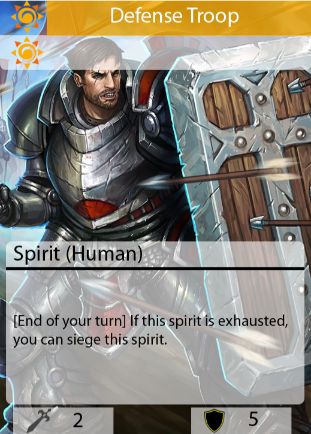 Defense Troop
Spirit (Human)
[End of your turn] If this spirit is exhausted,
you can siege this spirit.
2 5